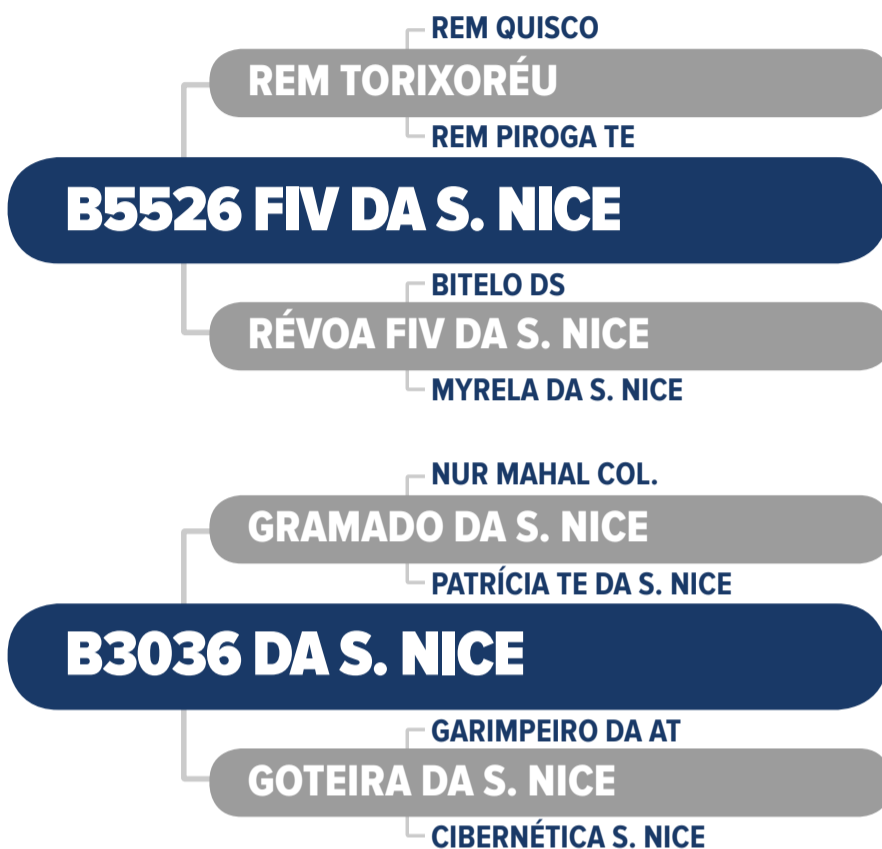 REM QUISCO
REM TORIXORÉU
REM PIROGA TE
B5526 FIV DA S. NICE
BITELO DS
RÉVOA FIV DA S. NICE
MYRELA DA S. NICE
NUR MAHAL COL.
GRAMADO DA S. NICE
PATRÍCIA TE DA S. NICE
B3036 DA S. NICE
GARIMPEIRO DA AT
GOTEIRA DA S. NICE
CIBERNÉTICA S. NICE